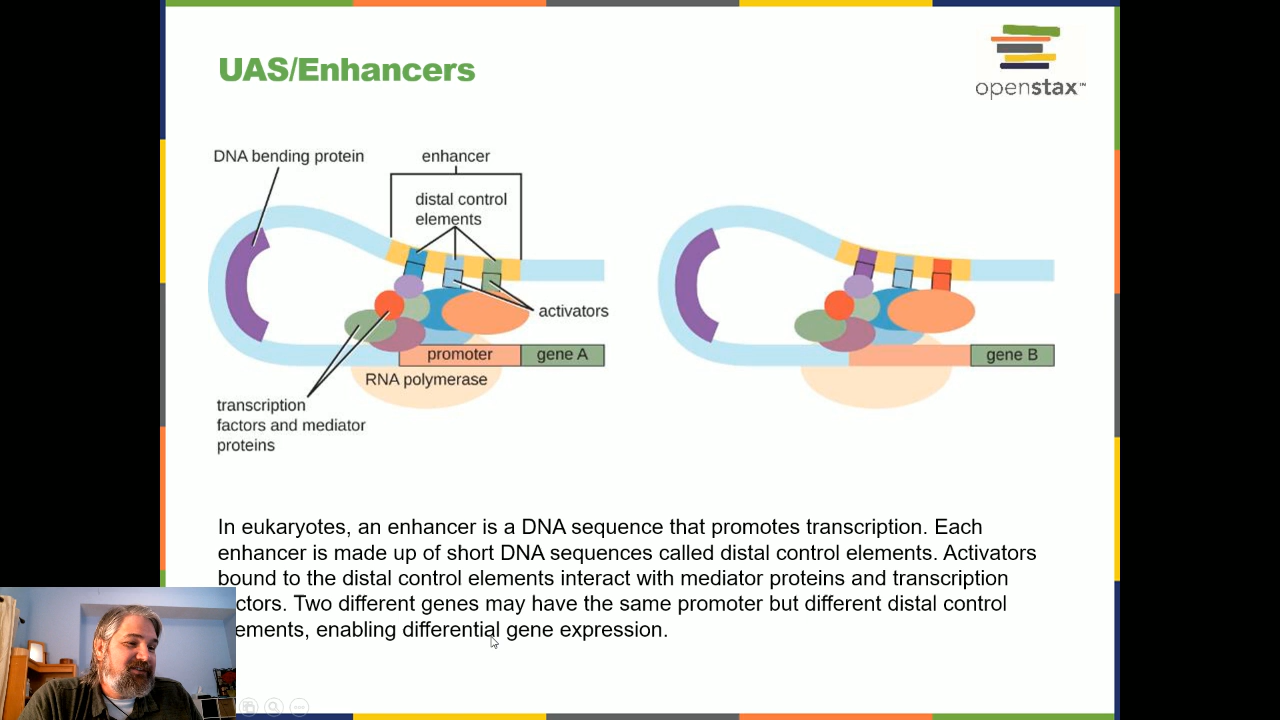 UAS/Enhancers
openstax™
DNA bending protein
enhancer
distal control
elements
activators
promoter
gene A
RNA polymerase
transcription
factors and mediator
proteins
gene B
In eukaryotes, an enhancer is a DNA sequence that promotes transcription. Each
enhancer is made up of short DNA sequences called distal control elements. Activators
bound to the distal control elements interact with mediator proteins and transcription
ctors. Two different genes may have the same promoter but different distal control
ements, enabling differential gene expression.